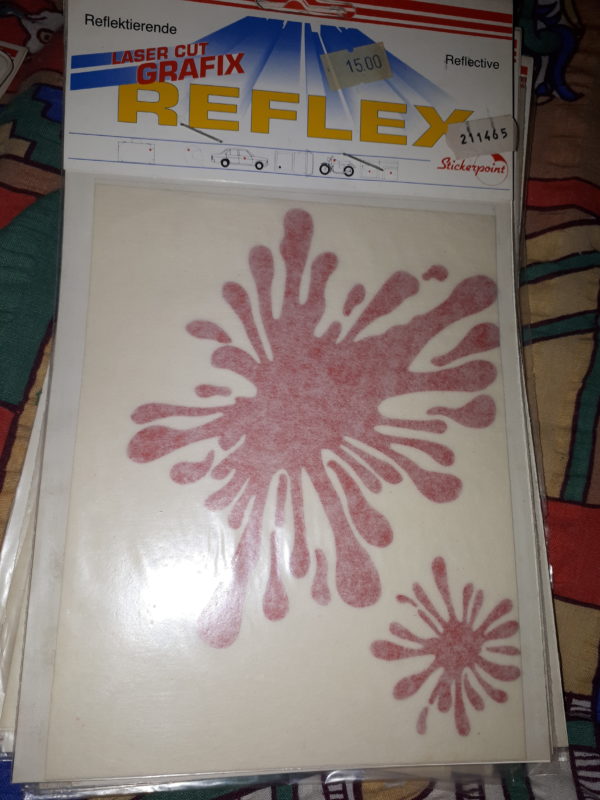 Reflektierende
LASER CUT
GRAFIX
15.00
Reflective
REFLEX
211465
Stickerpoint